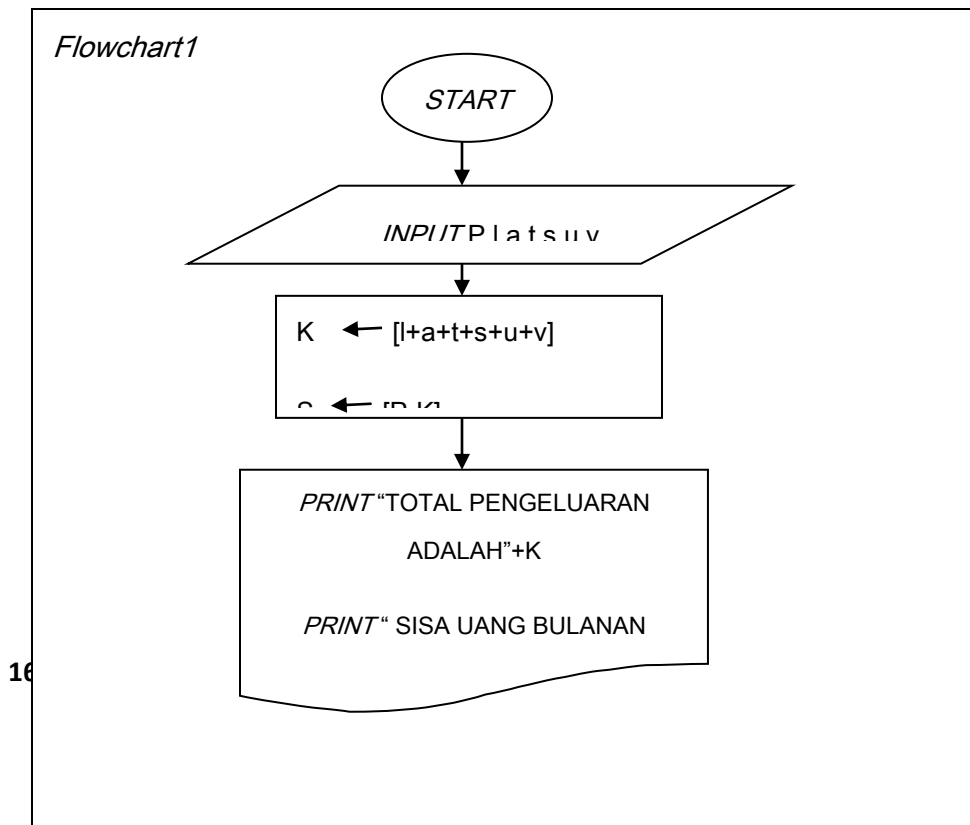 Flowchart1
START
INPUT P l a t s u v
K [l+a+t+s+u+v]
S [P-K]
PRINT “TOTAL PENGELUARAN
ADALAH”+K
PRINT “ SISA UANG BULANAN
16